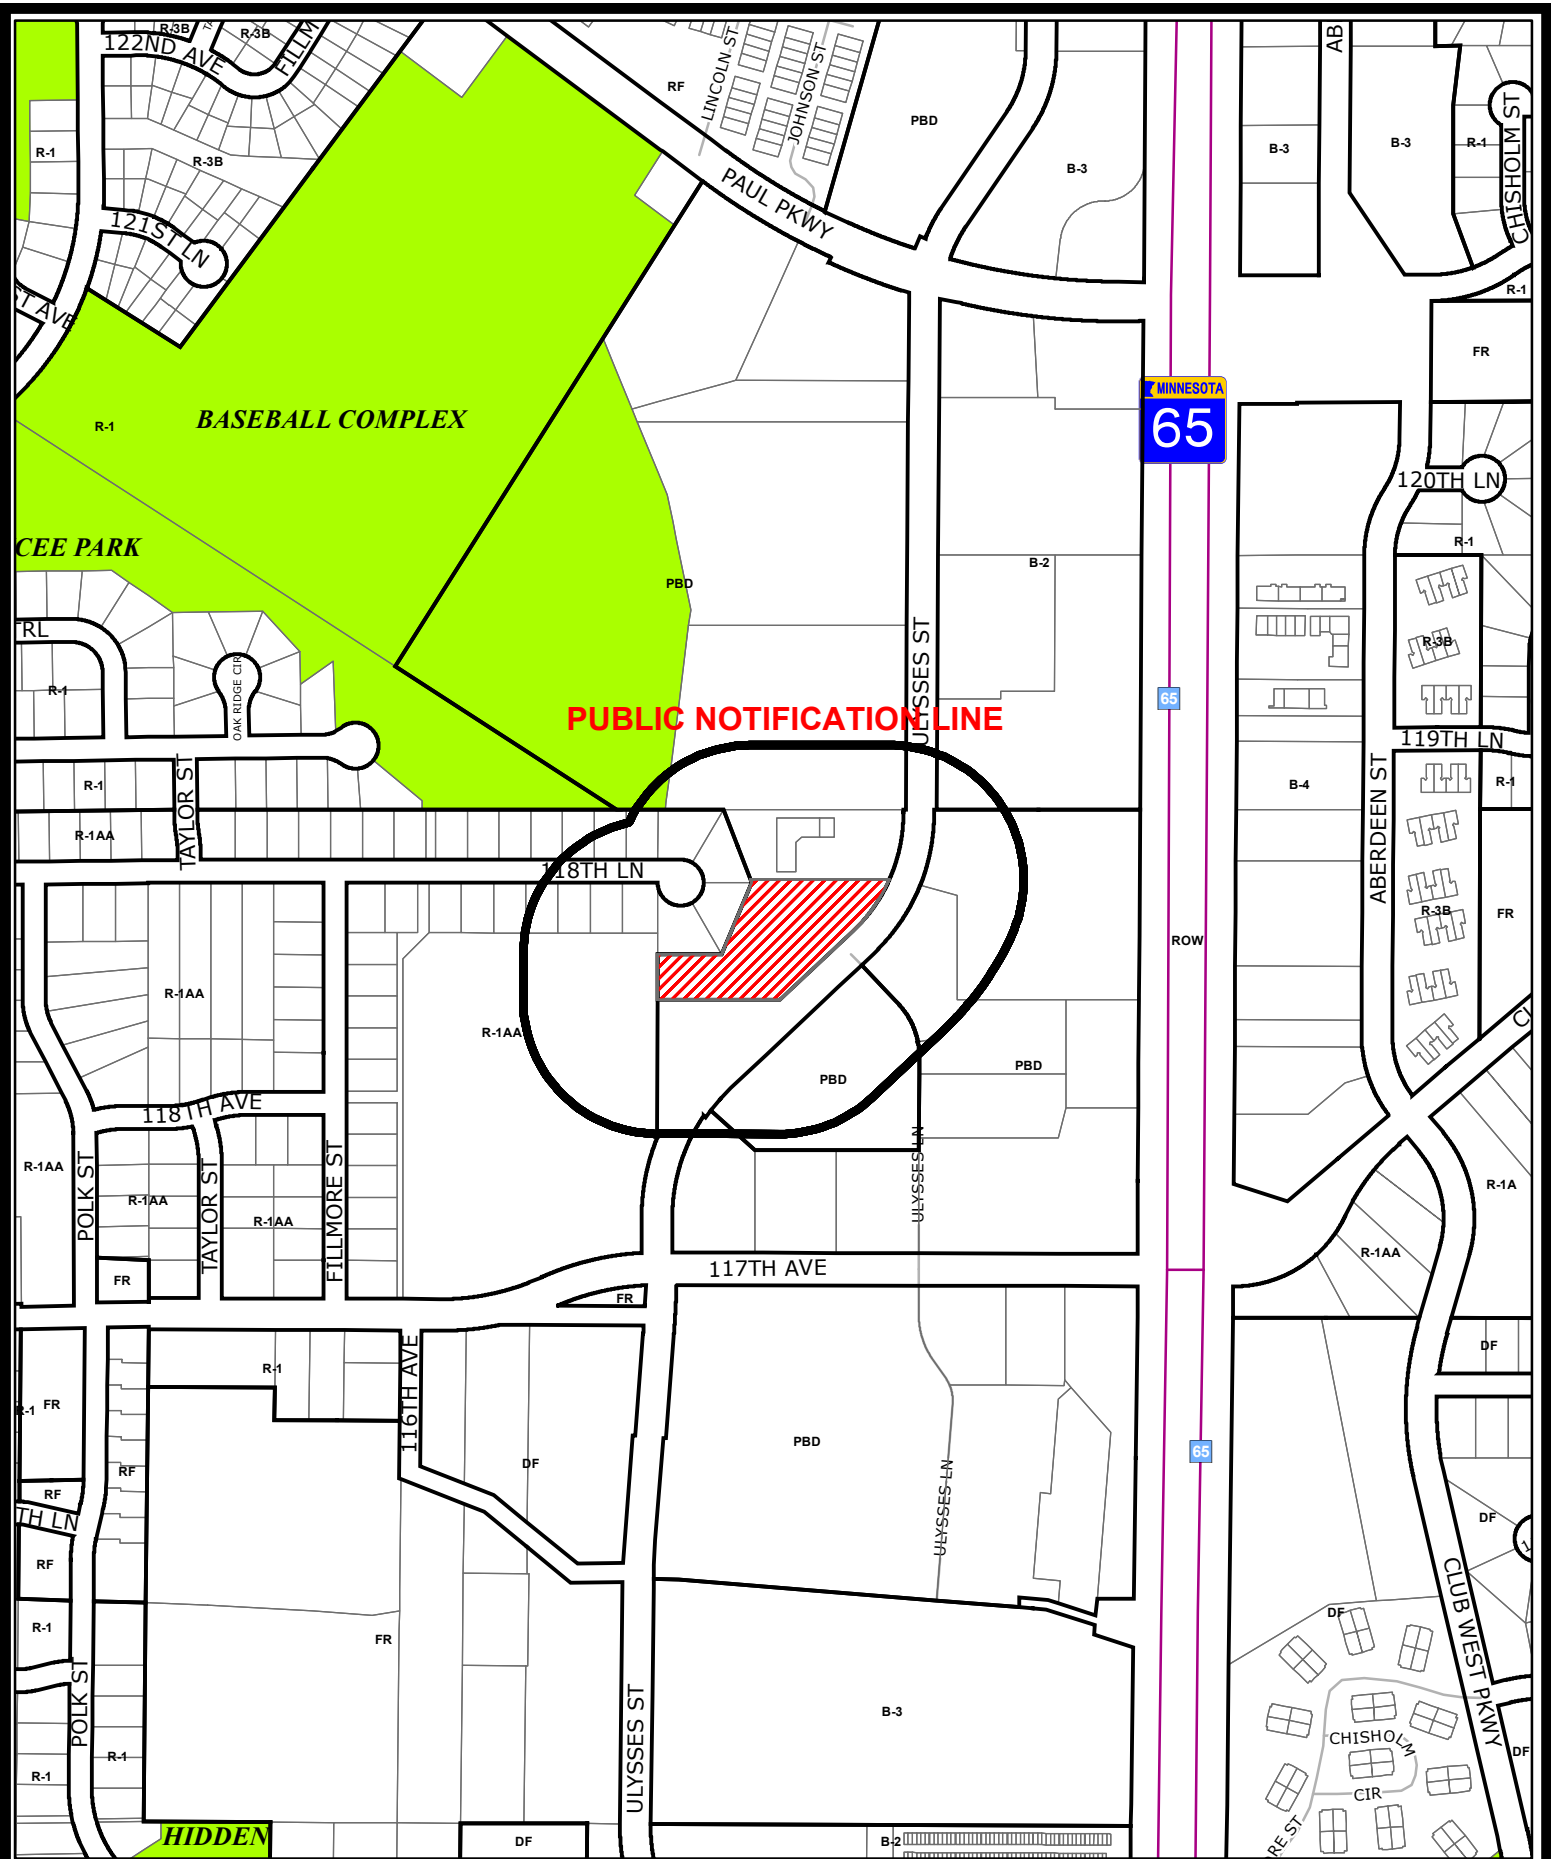 R-3B
R-3B
122ND AVE
FILLM
LINCOLN ST
JOHNSON ST
RF
PBD
B-3
B-3
B-3
AB
R-1
CHISHOLM ST
R-1
R-3B
121ST LN
ST AVE
PAUL PKWY
R-1
FR
MINNESOTA
65
R-1
BASEBALL COMPLEX
120TH LN
R-1
CEE PARK
PBD
B-2
TRL
R-1
OAK RIDGE CIR
ULYSSES ST
R-3B
65
PUBLIC NOTIFICATION LINE
119TH LN
R-1
TAYLOR ST
R-1
B-4
ABERDEEN ST
R-1AA
118TH LN
R-3B
FR
ROW
R-1AA
R-1AA
PBD
PBD
118TH AVE
R-1AA
POLK ST
R-1AA
TAYLOR ST
R-1AA
FILLMORE ST
ULYSSES LN
R-1A
R-1AA
FR
117TH AVE
FR
R-1
116TH AVE
DF
R-1
FR
PBD
65
DF
RF
RF
TH LN
ULYSSES LN
DF
RF
CLUB WEST PKWY
R-1
FR
DF
POLK ST
ULYSSES ST
B-3
CHISHOLM
CIR
R-1
R-1
DF
HIDDEN
DF
B-2
RE ST